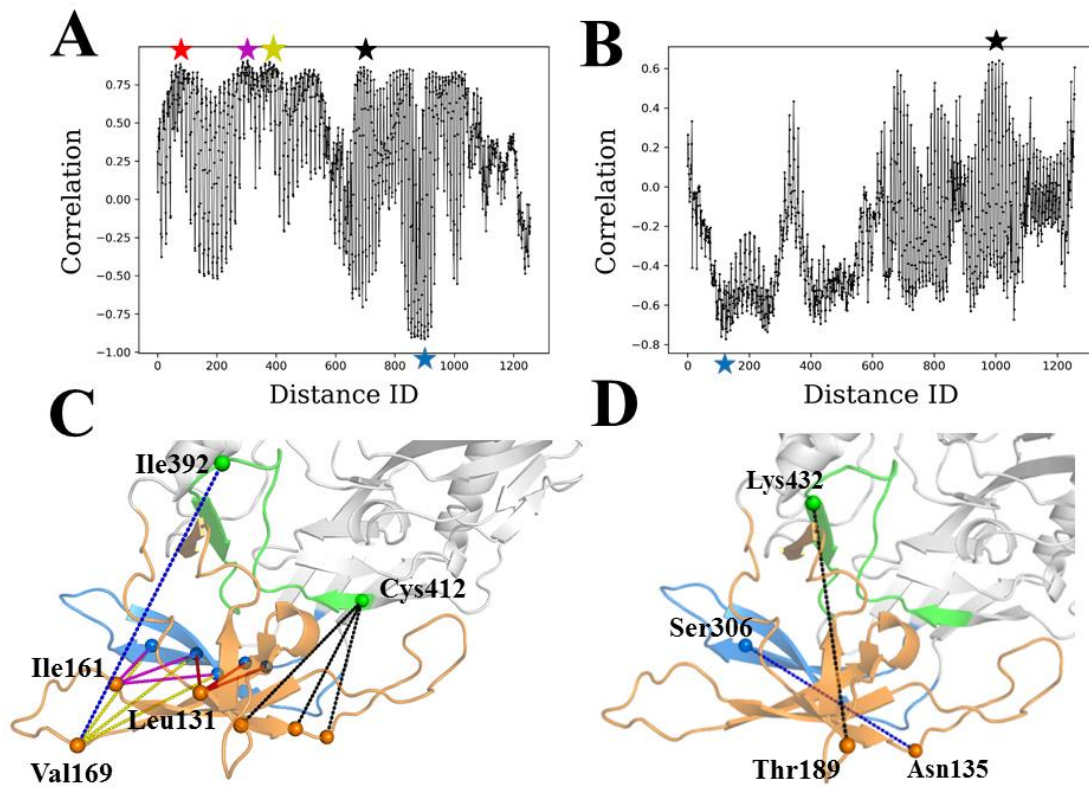 A
B
0.75
0.50
0.25
0.00
−0.25
−0.50
−0.75
−1.00
Correlation
0 200 400 600 800 1000 1200
Distance ID
0.6
0.4
0.2
0.0
−0.2
−0.4
−0.6
−0.8
Correlation
0 200 400 600 800 1000 1200
Distance ID
C
D
Ile392
Cys412
Ile161
Leu131
Val169
Lys432
Ser306
Thr189
Asn135